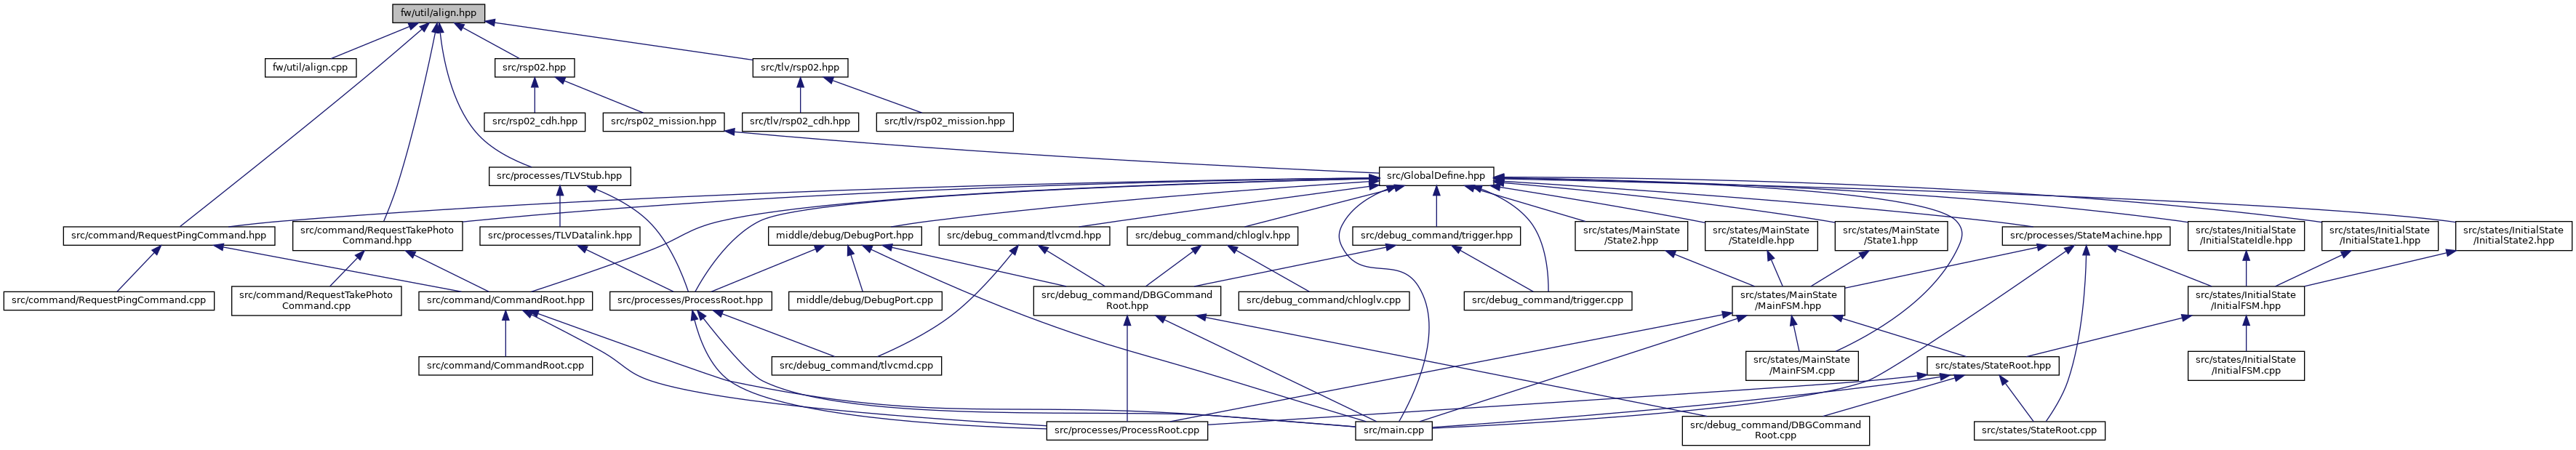 fw/util/align.hpp
fw/util/align.cpp
src/rsp02.hpp
src/tlv/rsp02.hpp
src/rsp02_cdh.hpp
src/rsp02_mission.hpp
src/tlv/rsp02_cdh.hpp
src/tlv/rsp02_mission.hpp
src/processes/TLVStub.hpp
src/GlobalDefine.hpp
src/command/RequestPingCommand.hpp
src/command/RequestTakePhoto
Command.hpp
src/processes/TLVDatalink.hpp
middle/debug/DebugPort.hpp
src/debug_command/tlvcmd.hpp
src/debug_command/chloglv.hpp
src/debug_command/trigger.hpp
src/states/MainState
/State2.hpp
src/states/MainState
/StateIdle.hpp
src/states/MainState
/State1.hpp
src/processes/StateMachine.hpp
src/states/InitialState
/InitialStateIdle.hpp
src/states/InitialState
/InitialState1.hpp
src/states/InitialState
/InitialState2.hpp
src/command/RequestPingCommand.cpp
src/command/RequestTakePhoto
Command.cpp
src/command/CommandRoot.hpp
src/processes/ProcessRoot.hpp
middle/debug/DebugPort.cpp
src/debug_command/DBGCommand
Root.hpp
src/debug_command/chloglv.cpp
src/debug_command/trigger.cpp
src/states/MainState
/MainFSM.hpp
src/states/InitialState
/InitialFSM.hpp
src/command/CommandRoot.cpp
src/debug_command/tlvcmd.cpp
src/states/MainState
/MainFSM.cpp
src/states/StateRoot.hpp
src/states/InitialState
/InitialFSM.cpp
src/processes/ProcessRoot.cpp
src/main.cpp
src/debug_command/DBGCommand
Root.cpp
src/states/StateRoot.cpp